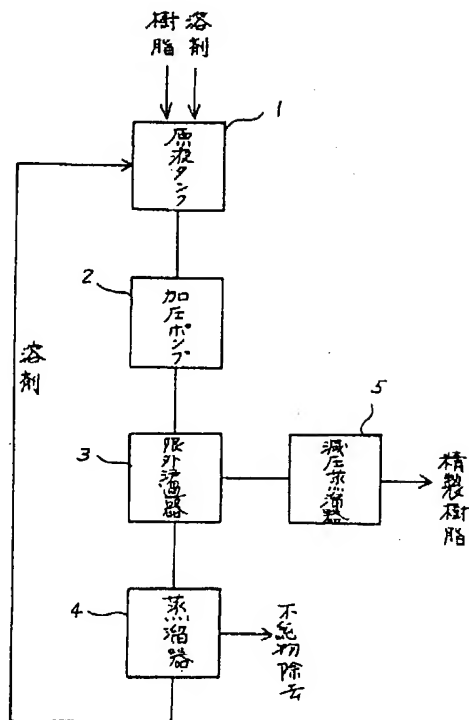 樹脂
溶剤
1
原液タンク
2
加圧ポンプ
溶剤
3
限外濾過器
5
減圧蒸溜器
精製樹脂
4
蒸溜器
不純物除去